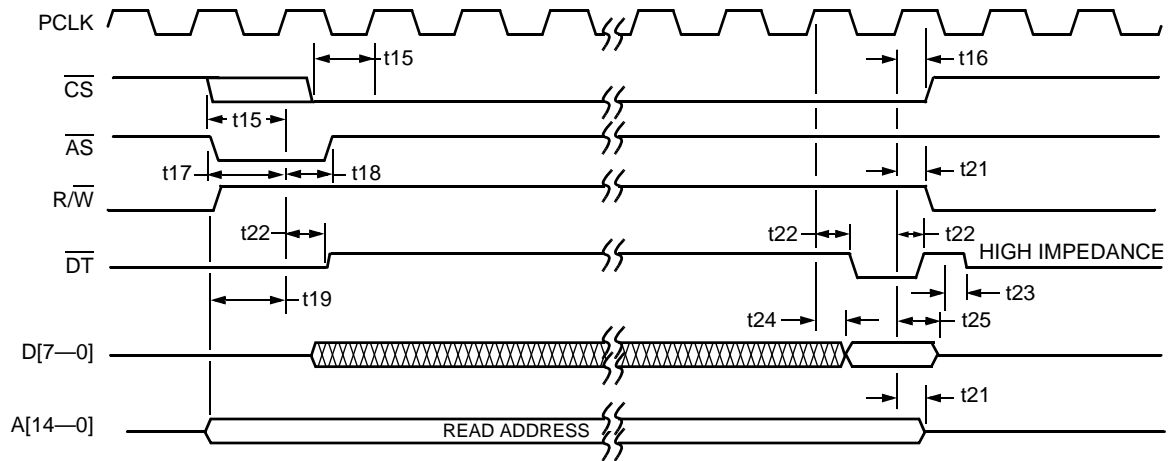 PCLK
t15
t16
CS
t15
AS
t17
t18
t21
R/W
t22
t22
t22
DT
HIGH IMPEDANCE
t19
t23
t24
t25
D[7—0]
t21
A[14—0]
READ ADDRESS